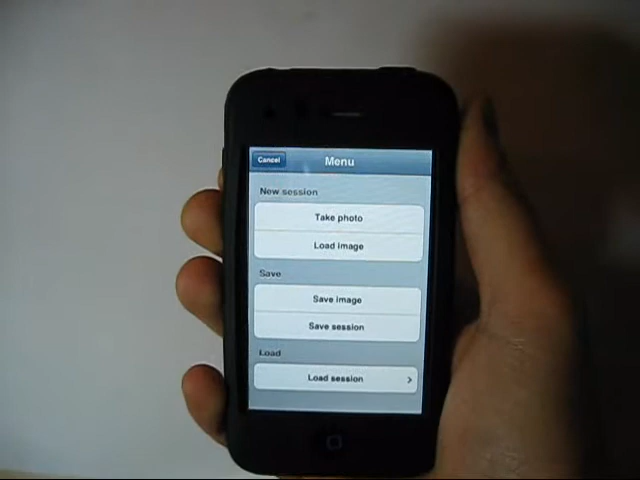 Cancel
Menu
New session
Take photo
Load image
Save
Save image
Save session
Load
Load session